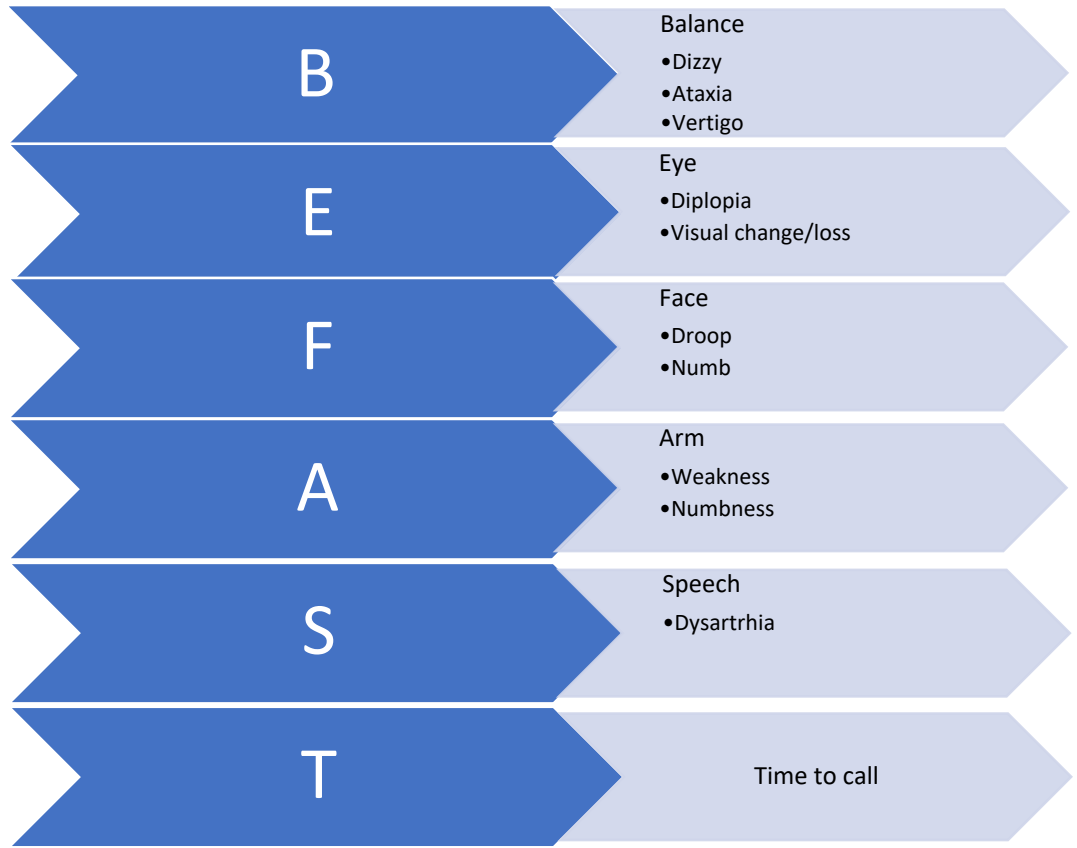 B
Balance
•Dizzy
•Ataxia
•Vertigo
E
Eye
•Diplopia
•Visual change/loss
F
Face
•Droop
•Numb
A
Arm
•Weakness
•Numbness
S
Speech
•Dysartrhia
T
Time to call